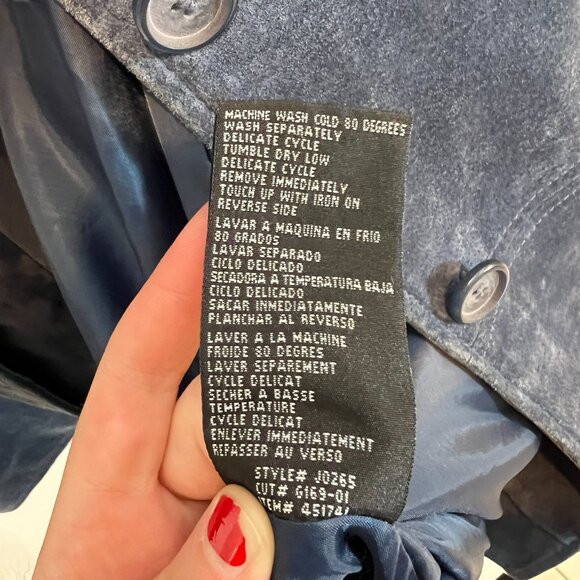 MACHINE WASH COLD 80 DEGREES
WASH SEPARATELY
DELICATE CYCLE
TUMBLE DRY LOW
DELICATE CYCLE
REMOVE IMMEDIATELY
TOUCH UP WITH IRON ON
REVERSE SIDE
LAVAR A MAQUINA EN FRIO
80 GRADOS
LAVAR SEPARADO
CICLO DELICADO
SECADORA A TEMPERATURA BAJA
CICLO DELICADO
SACAR INMEDIATAMENTE
PLANCHAR AL REVERSO
LAVER A LA MACHINE
FROIDE 80 DEGRES
LAVER SEPAREMENT
CYCLE DELICAT
SECHER A BASSE
TEMPERATURE
CYCLE DELICAT
ENLEVER IMMEDIATEMENT
REPASSER AU VERSO
STYLE# J0265
CUT# G169-01
ITEM# 451741